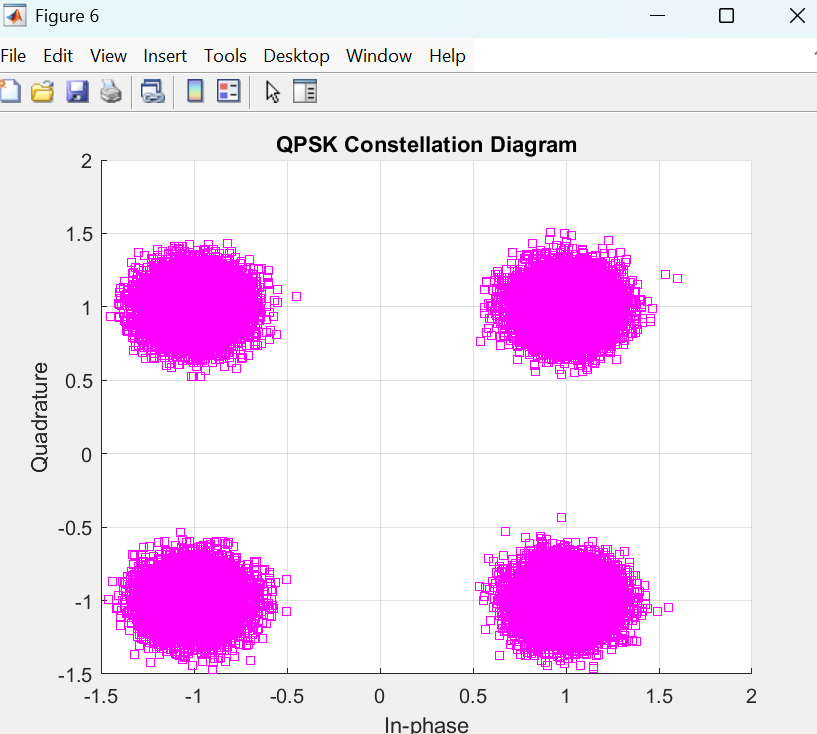 Figure 6
File Edit View Insert Tools Desktop Window Help
QPSK Constellation Diagram
2
1.5
1
0.5
0
-0.5
-1
-1.5
Quadrature
-1.5 -1 -0.5 0 0.5 1 1.5 2
In-phase